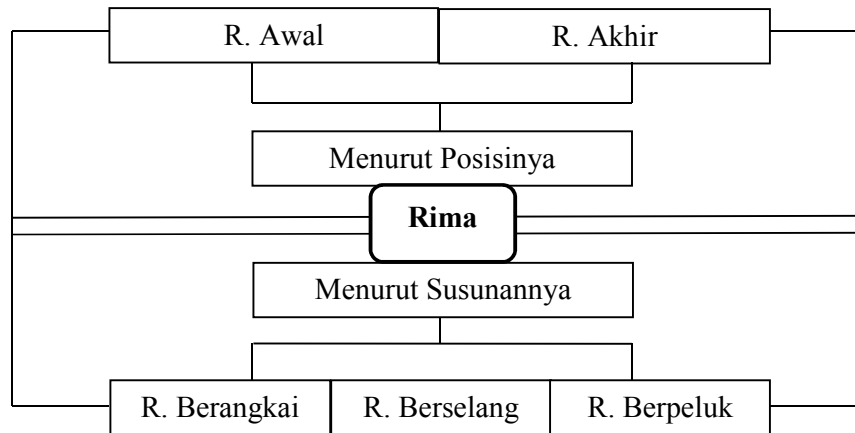 R. Awal
R. Akhir
Menurut Posisinya
Rima
Menurut Susunannya
R. Berangkai
R. Berselang
R. Berpeluk